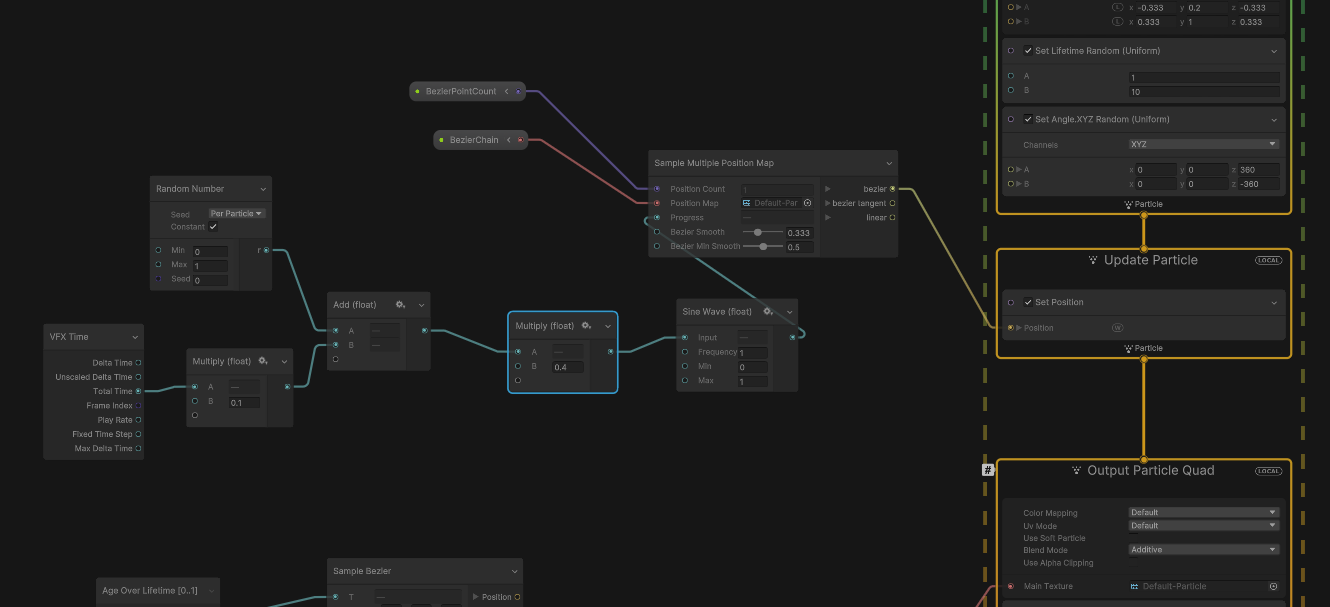 A x -0.333 y 0.2 z -0.333
B x 0.333 y 1 z 0.333
Set Lifetime Random (Uniform)
A 1
B 10
Set Angle.XYZ Random (Uniform)
Channels XYZ
A x 0 y 0 z 360
B x 0 y 0 z -360
Particle
BezierPointCount
BezierChain
Sample Multiple Position Map
Position Count 1 bezier
Position Map Default-Par bezier tangent
Progress — linear
Bezier Smooth 0.333
Bezier Min Smooth 0.5
Random Number
Seed Per Particle
Constant
Min 0 r
Max 1
Seed 0
Update Particle LOCAL
Set Position
Position W
Particle
Add (float)
A —
B —
Multiply (float)
A —
B 0.4
Sine Wave (float)
Input —
Frequency 1
Min 0
Max 1
VFX Time
Delta Time
Unscaled Delta Time
Total Time
Frame Index
Play Rate
Fixed Time Step
Max Delta Time
Multiply (float)
A —
B 0.1
# Output Particle Quad LOCAL
Color Mapping Default
Uv Mode Default
Use Soft Particle
Blend Mode Additive
Use Alpha Clipping
Main Texture Default-Particle
Sample Bezier
T — Position
Age Over Lifetime [0..1]